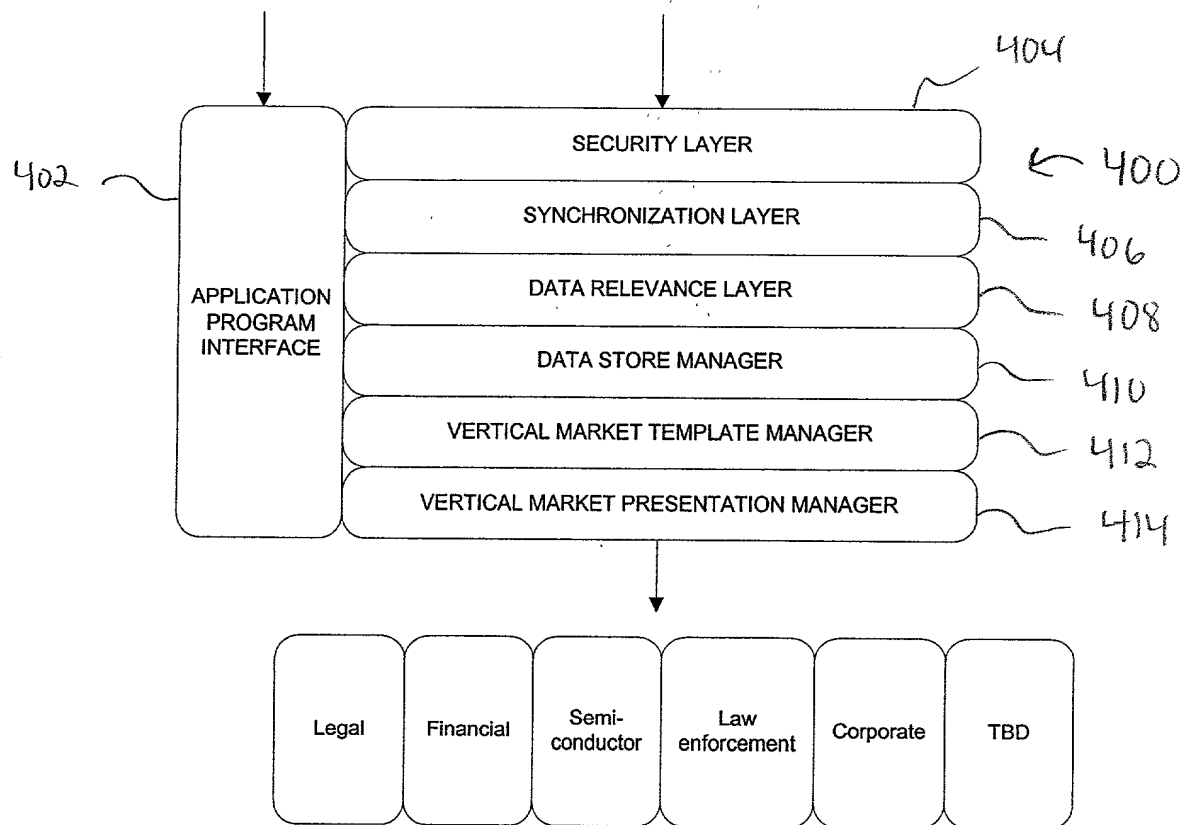 404
SECURITY LAYER
400
402
SYNCHRONIZATION LAYER
406
DATA RELEVANCE LAYER
408
APPLICATION
PROGRAM
INTERFACE
DATA STORE MANAGER
410
VERTICAL MARKET TEMPLATE MANAGER
412
VERTICAL MARKET PRESENTATION MANAGER
414
Legal
Financial
Semi-
conductor
Law
enforcement
Corporate
TBD